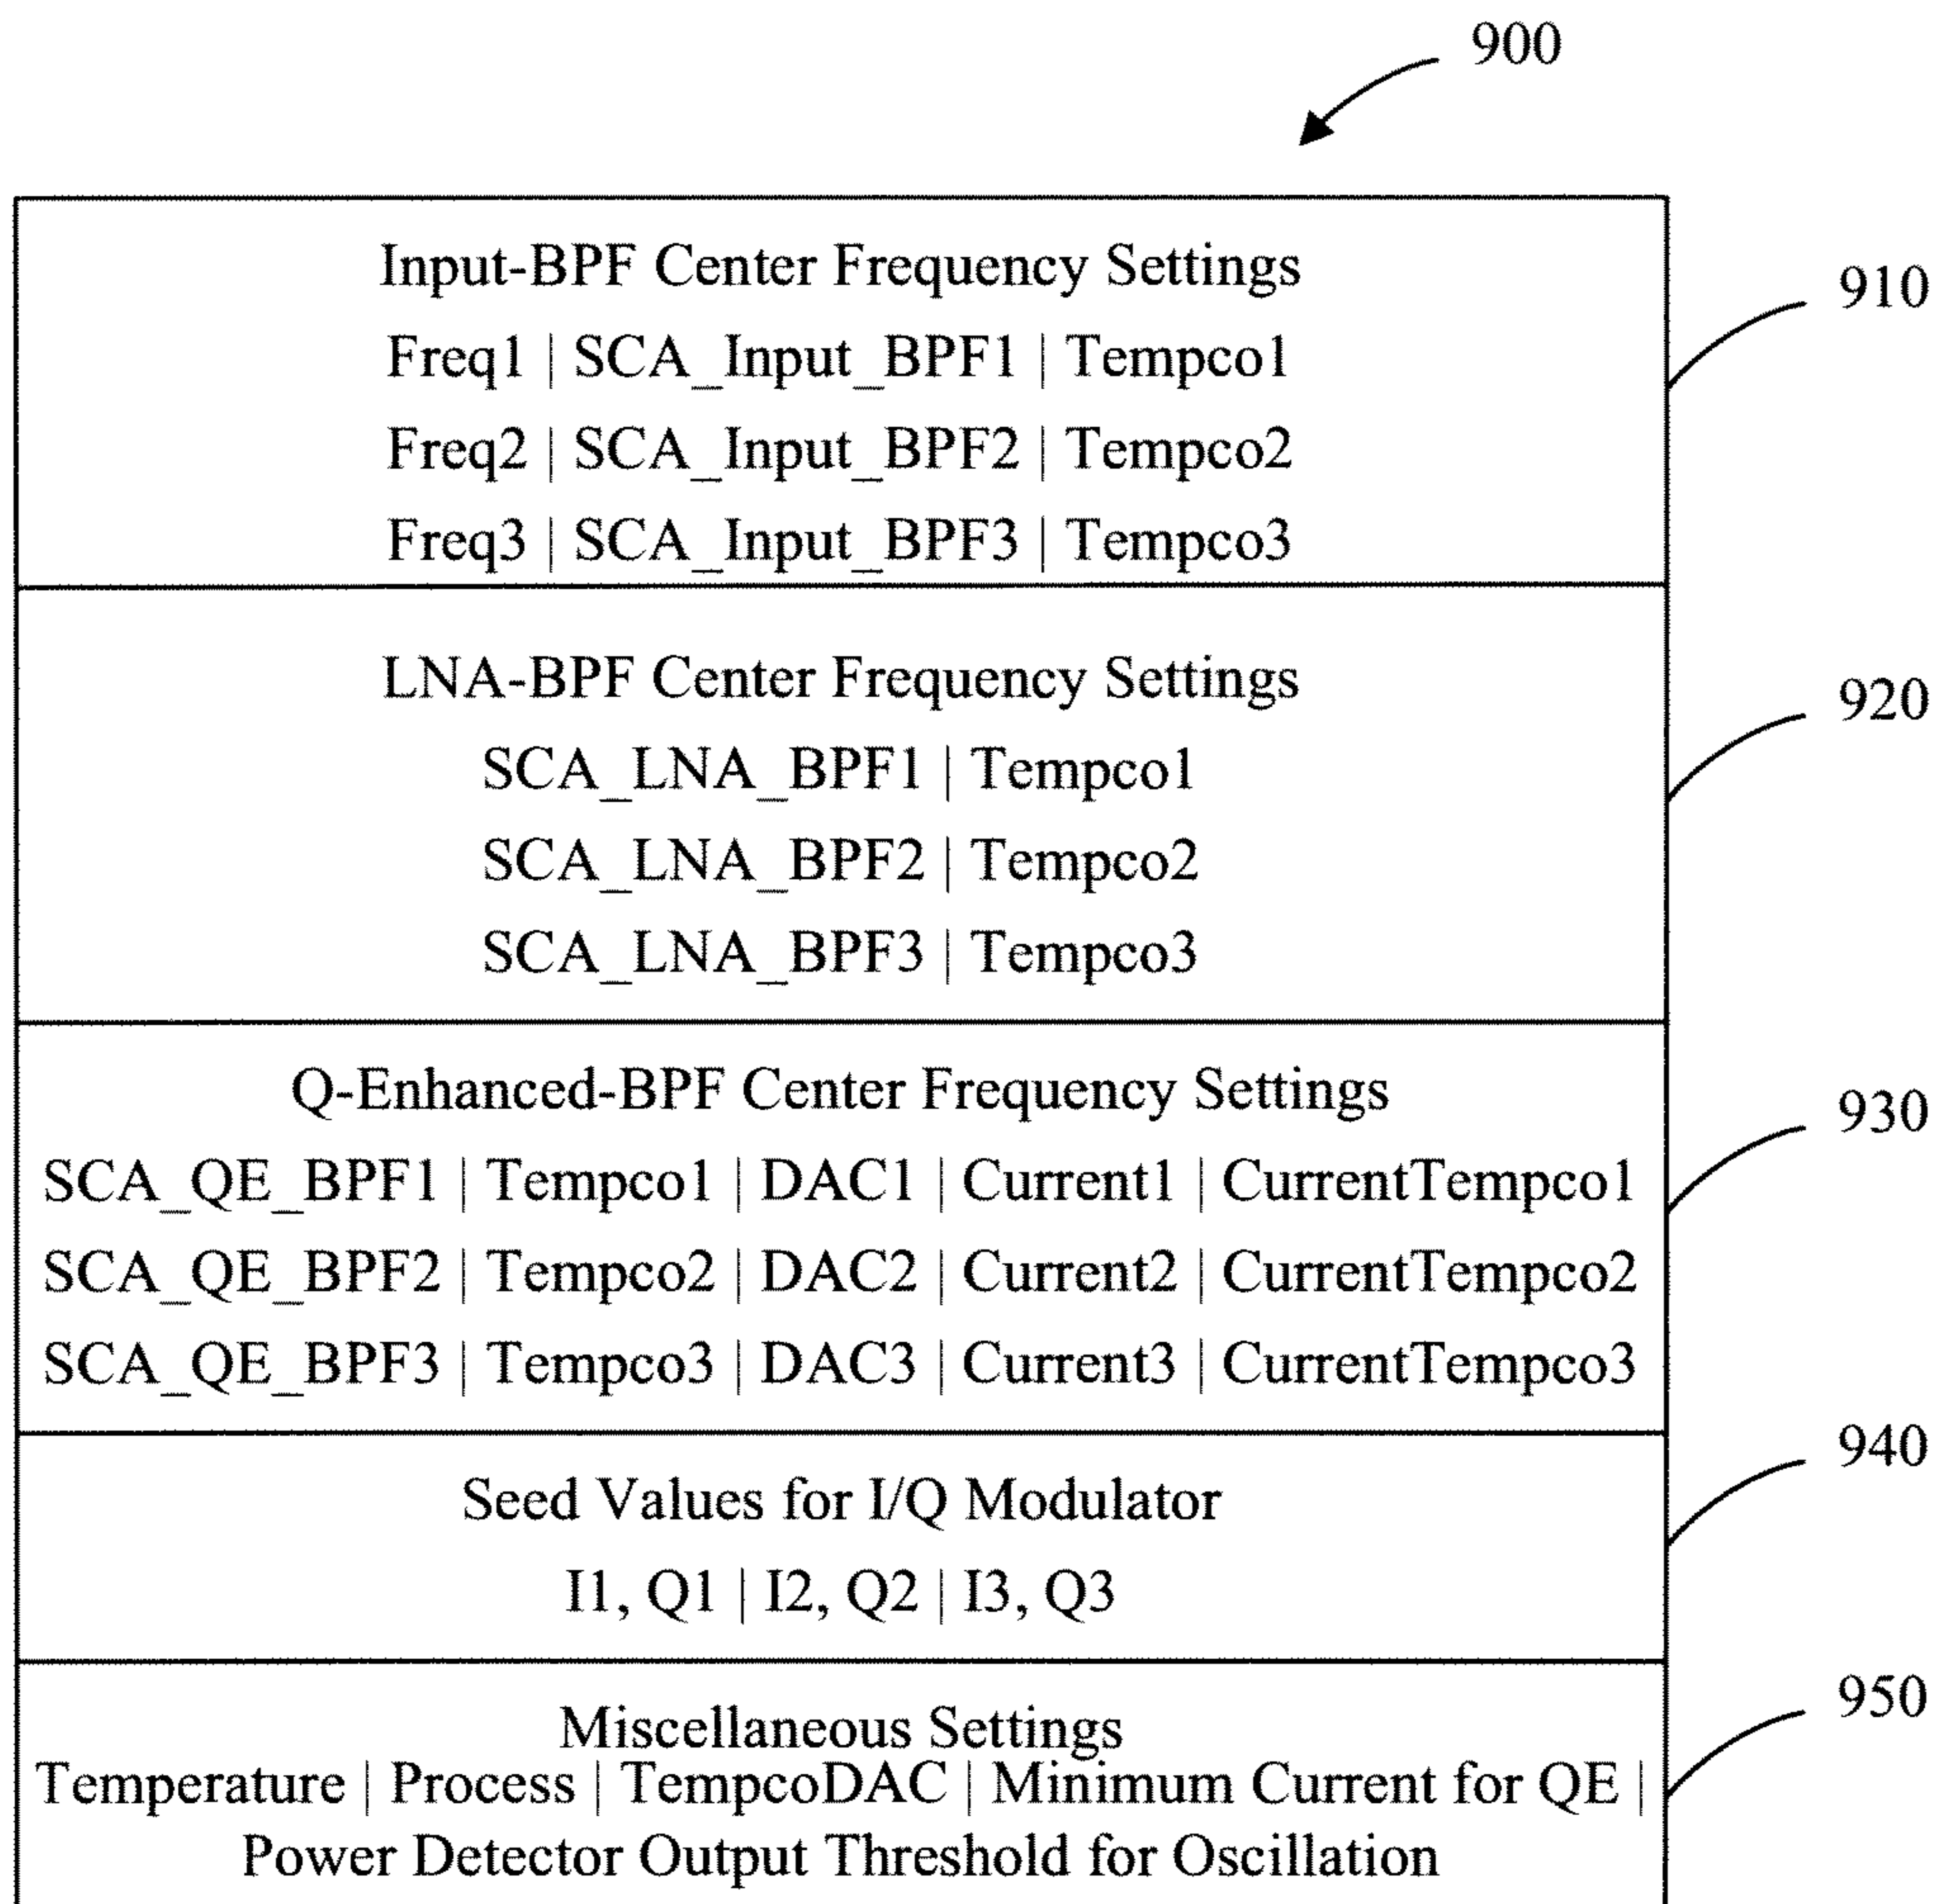 900
Input-BPF Center Frequency Settings
Freq1 | SCA_Input_BPF1 | Tempco1
Freq2 | SCA_Input_BPF2 | Tempco2
Freq3 | SCA_Input_BPF3 | Tempco3
910
LNA-BPF Center Frequency Settings
SCA_LNA_BPF1 | Tempco1
SCA_LNA_BPF2 | Tempco2
SCA_LNA_BPF3 | Tempco3
920
Q-Enhanced-BPF Center Frequency Settings
SCA_QE_BPF1 | Tempco1 | DAC1 | Current1 | CurrentTempco1
SCA_QE_BPF2 | Tempco2 | DAC2 | Current2 | CurrentTempco2
SCA_QE_BPF3 | Tempco3 | DAC3 | Current3 | CurrentTempco3
930
Seed Values for I/Q Modulator
I1, Q1 | I2, Q2 | I3, Q3
940
Miscellaneous Settings
Temperature | Process | TempcoDAC | Minimum Current for QE |
Power Detector Output Threshold for Oscillation
950